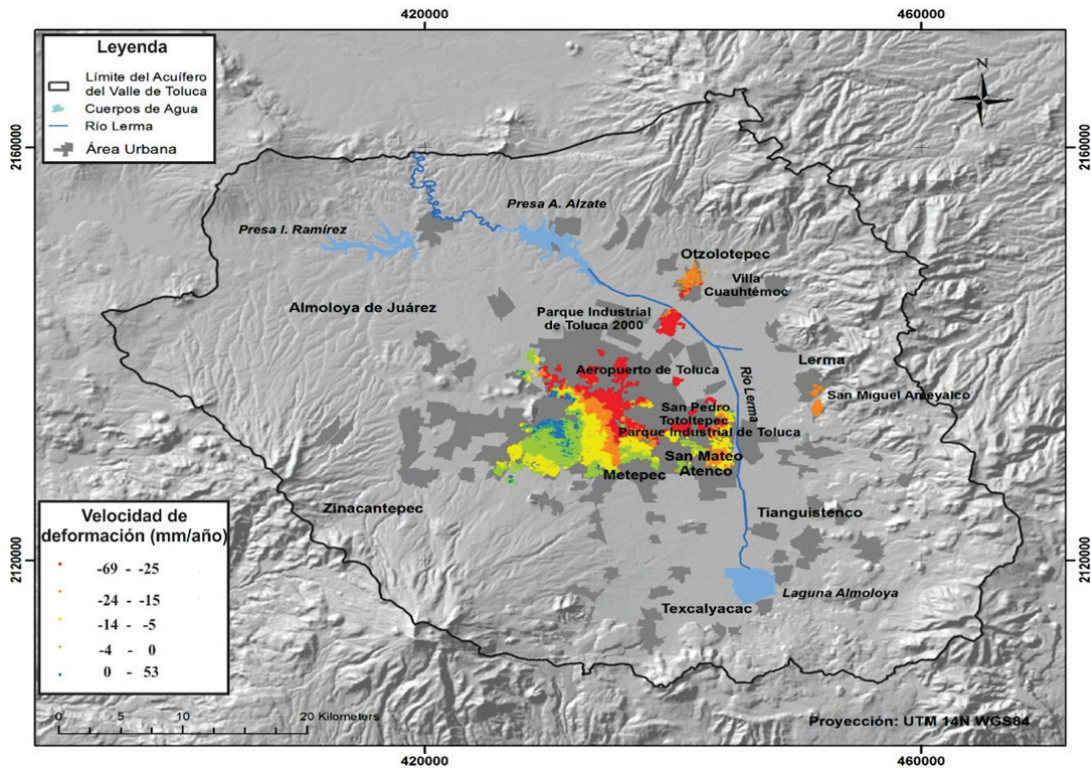 420000
460000
Leyenda
Límite del Acuífero
del Valle de Toluca
Cuerpos de Agua
Río Lerma
Área Urbana
N
2160000
2160000
Presa A. Alzate
Presa I. Ramírez
Otzolotepec
Villa
Cuauhtémoc
Almoloya de Juárez
Parque Industrial
de Toluca 2000
Lerma
Aeropuerto de Toluca
Río Lerma
San Miguel Ameyalco
San Pedro
Totoltepec
Parque Industrial de Toluca
San Mateo
Atenco
Metepec
Zinacantepec
Tianguistenco
Velocidad de
deformación (mm/año)
-69 - -25
-24 - -15
-14 - -5
-4 - 0
0 - 53
2120000
2120000
Laguna Almoloya
Texcalyacac
0 5 10 20 Kilometers
Proyección: UTM 14N WGS84
420000
460000